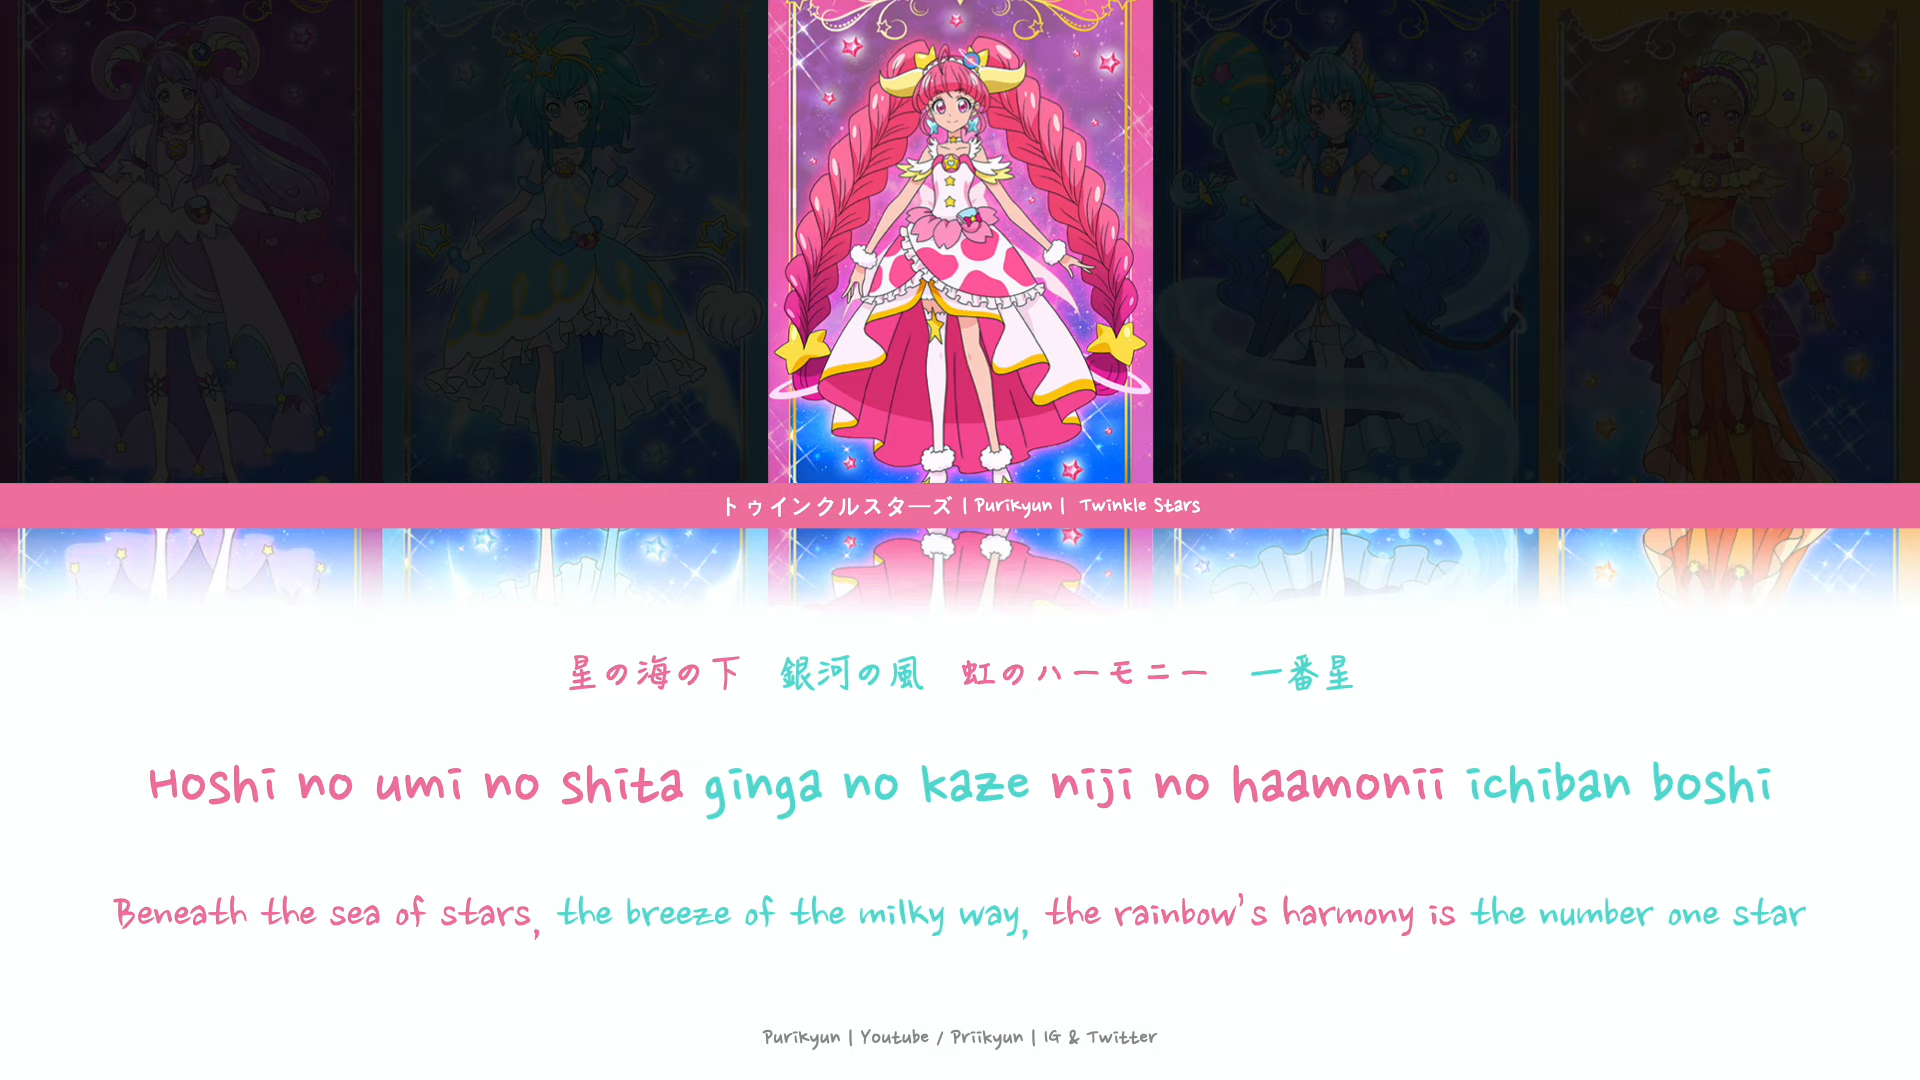 トゥインクルスターズ | Purikyun | Twinkle Stars
星の海の下 銀河の風 虹のハーモニー 一番星
Hoshi no umi no shita ginga no kaze niji no haamonii ichiban boshi
Beneath the sea of stars, the breeze of the milky way, the rainbow's harmony is the number one star
Purikyun | Youtube / Priikyun | IG & Twitter